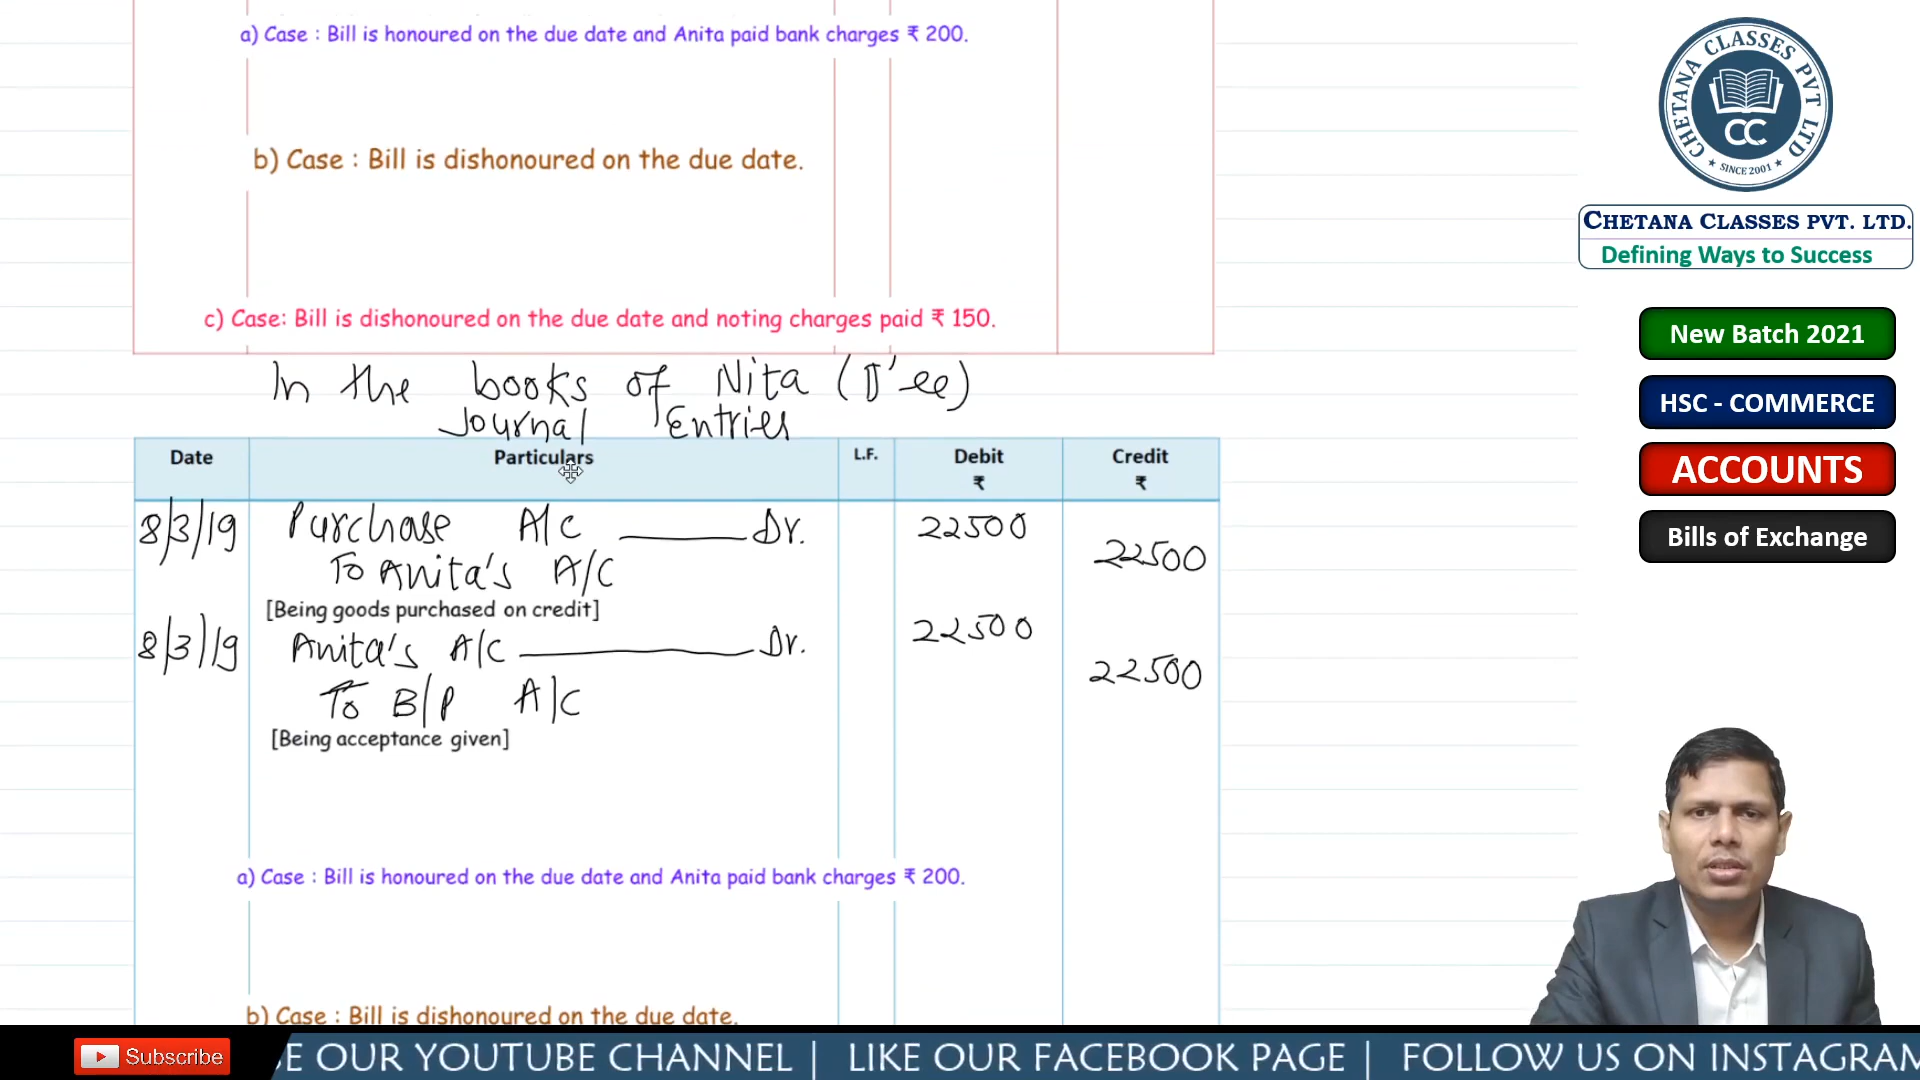 a) Case : Bill is honoured on the due date and Anita paid bank charges ₹ 200.
b) Case : Bill is dishonoured on the due date.
c) Case: Bill is dishonoured on the due date and noting charges paid ₹ 150.
In the books of Nita (D'ee)
Journal Entries
Date Particulars L.F. Debit ₹ Credit ₹
8/3/19 Purchase A/C Dr. 22500
To Anita's A/C 22500
[Being goods purchased on credit]
8/3/19 Anita's A/C Dr. 22500
To B/P A/C 22500
[Being acceptance given]
a) Case : Bill is honoured on the due date and Anita paid bank charges ₹ 200.
b) Case : Bill is dishonoured on the due date.
CHETANA CLASSES PVT LTD
CC
SINCE 2001
CHETANA CLASSES PVT. LTD.
Defining Ways to Success
New Batch 2021
HSC - COMMERCE
ACCOUNTS
Bills of Exchange
Subscribe
E OUR YOUTUBE CHANNEL | LIKE OUR FACEBOOK PAGE | FOLLOW US ON INSTAGRAM